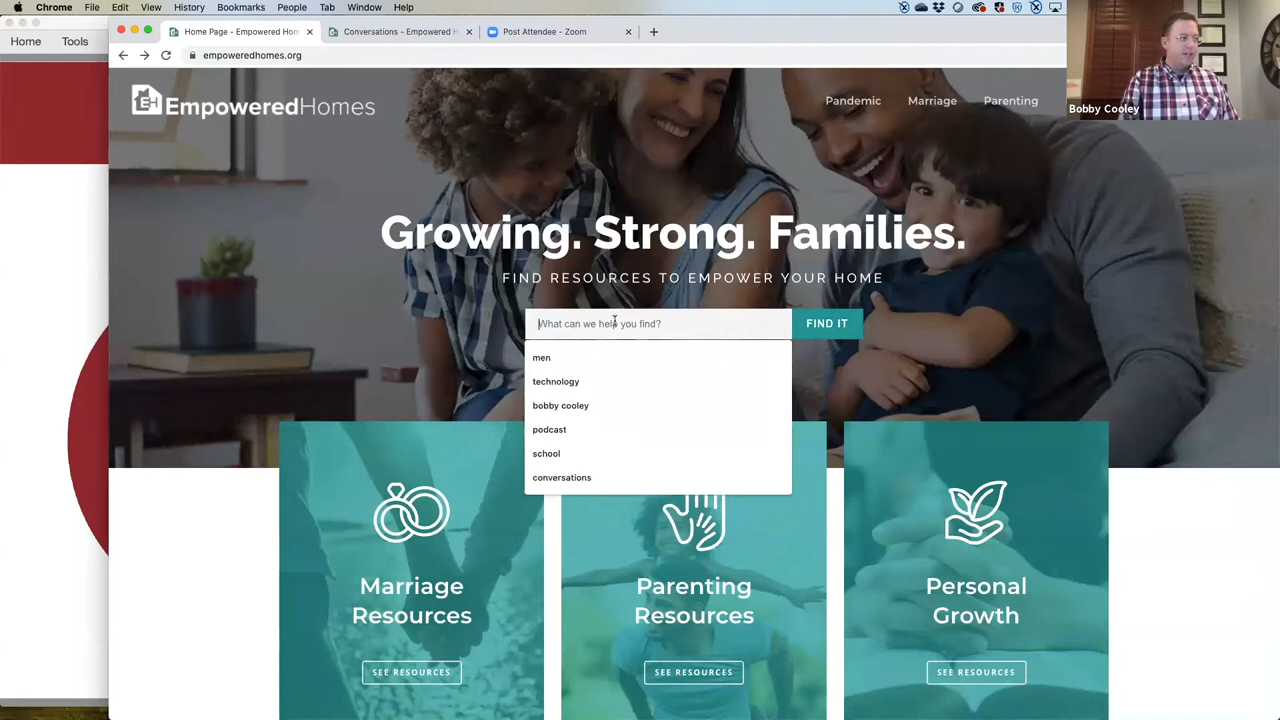 Chrome File Edit View History Bookmarks People Tab Window Help
Home Tools
Home Page - Empowered Hom
Conversations - Empowered H
Post Attendee - Zoom
empoweredhomes.org
EH EmpoweredHomes
Pandemic Marriage Parenting
Bobby Cooley
Growing. Strong. Families.
FIND RESOURCES TO EMPOWER YOUR HOME
What can we help you find?
FIND IT
men
technology
bobby cooley
podcast
school
conversations
Marriage
Resources
SEE RESOURCES
Parenting
Resources
SEE RESOURCES
Personal
Growth
SEE RESOURCES